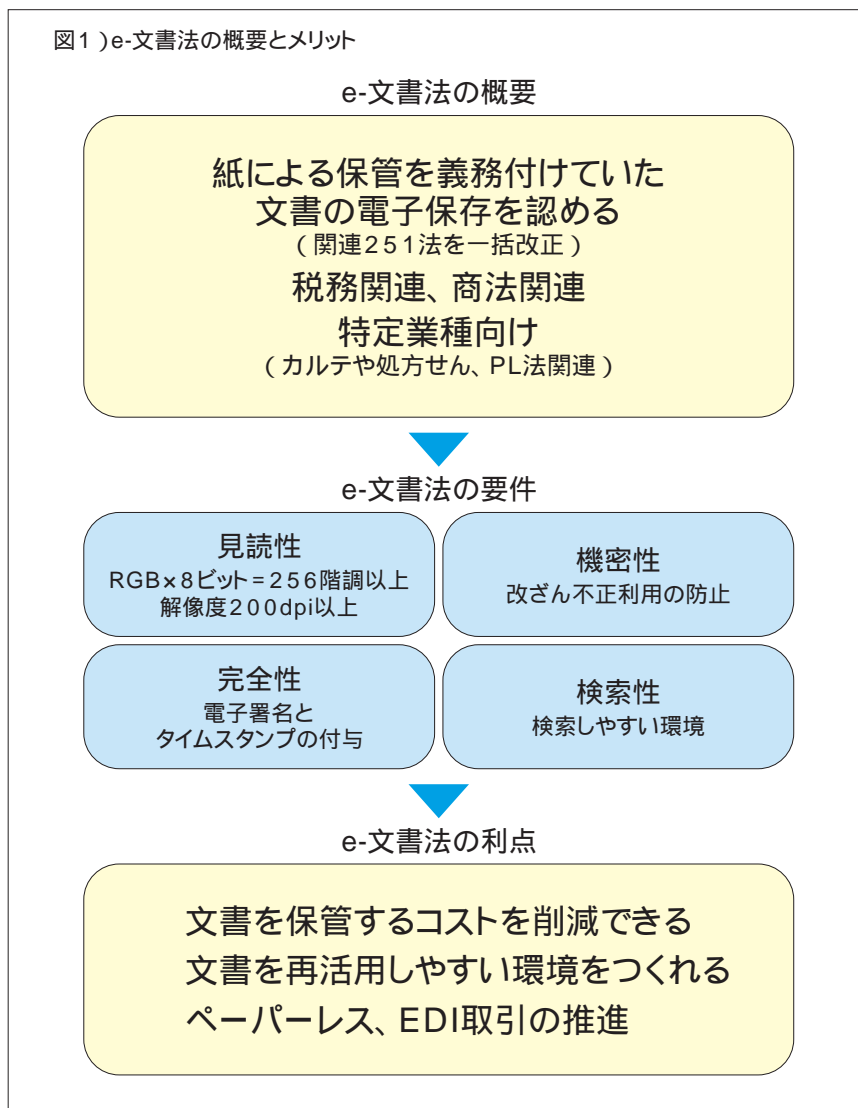 図1)e-文書法の概要とメリット
e-文書法の概要
紙による保管を義務付けていた
文書の電子保存を認める
(関連251法を一括改正)
税務関連、商法関連
特定業種向け
(カルテや処方せん、PL法関連)
e-文書法の要件
見読性
RGB×8ビット=256階調以上
解像度200dpi以上
機密性
改ざん不正利用の防止
完全性
電子署名と
タイムスタンプの付与
検索性
検索しやすい環境
e-文書法の利点
文書を保管するコストを削減できる
文書を再活用しやすい環境をつくれる
ペーパーレス、EDI取引の推進